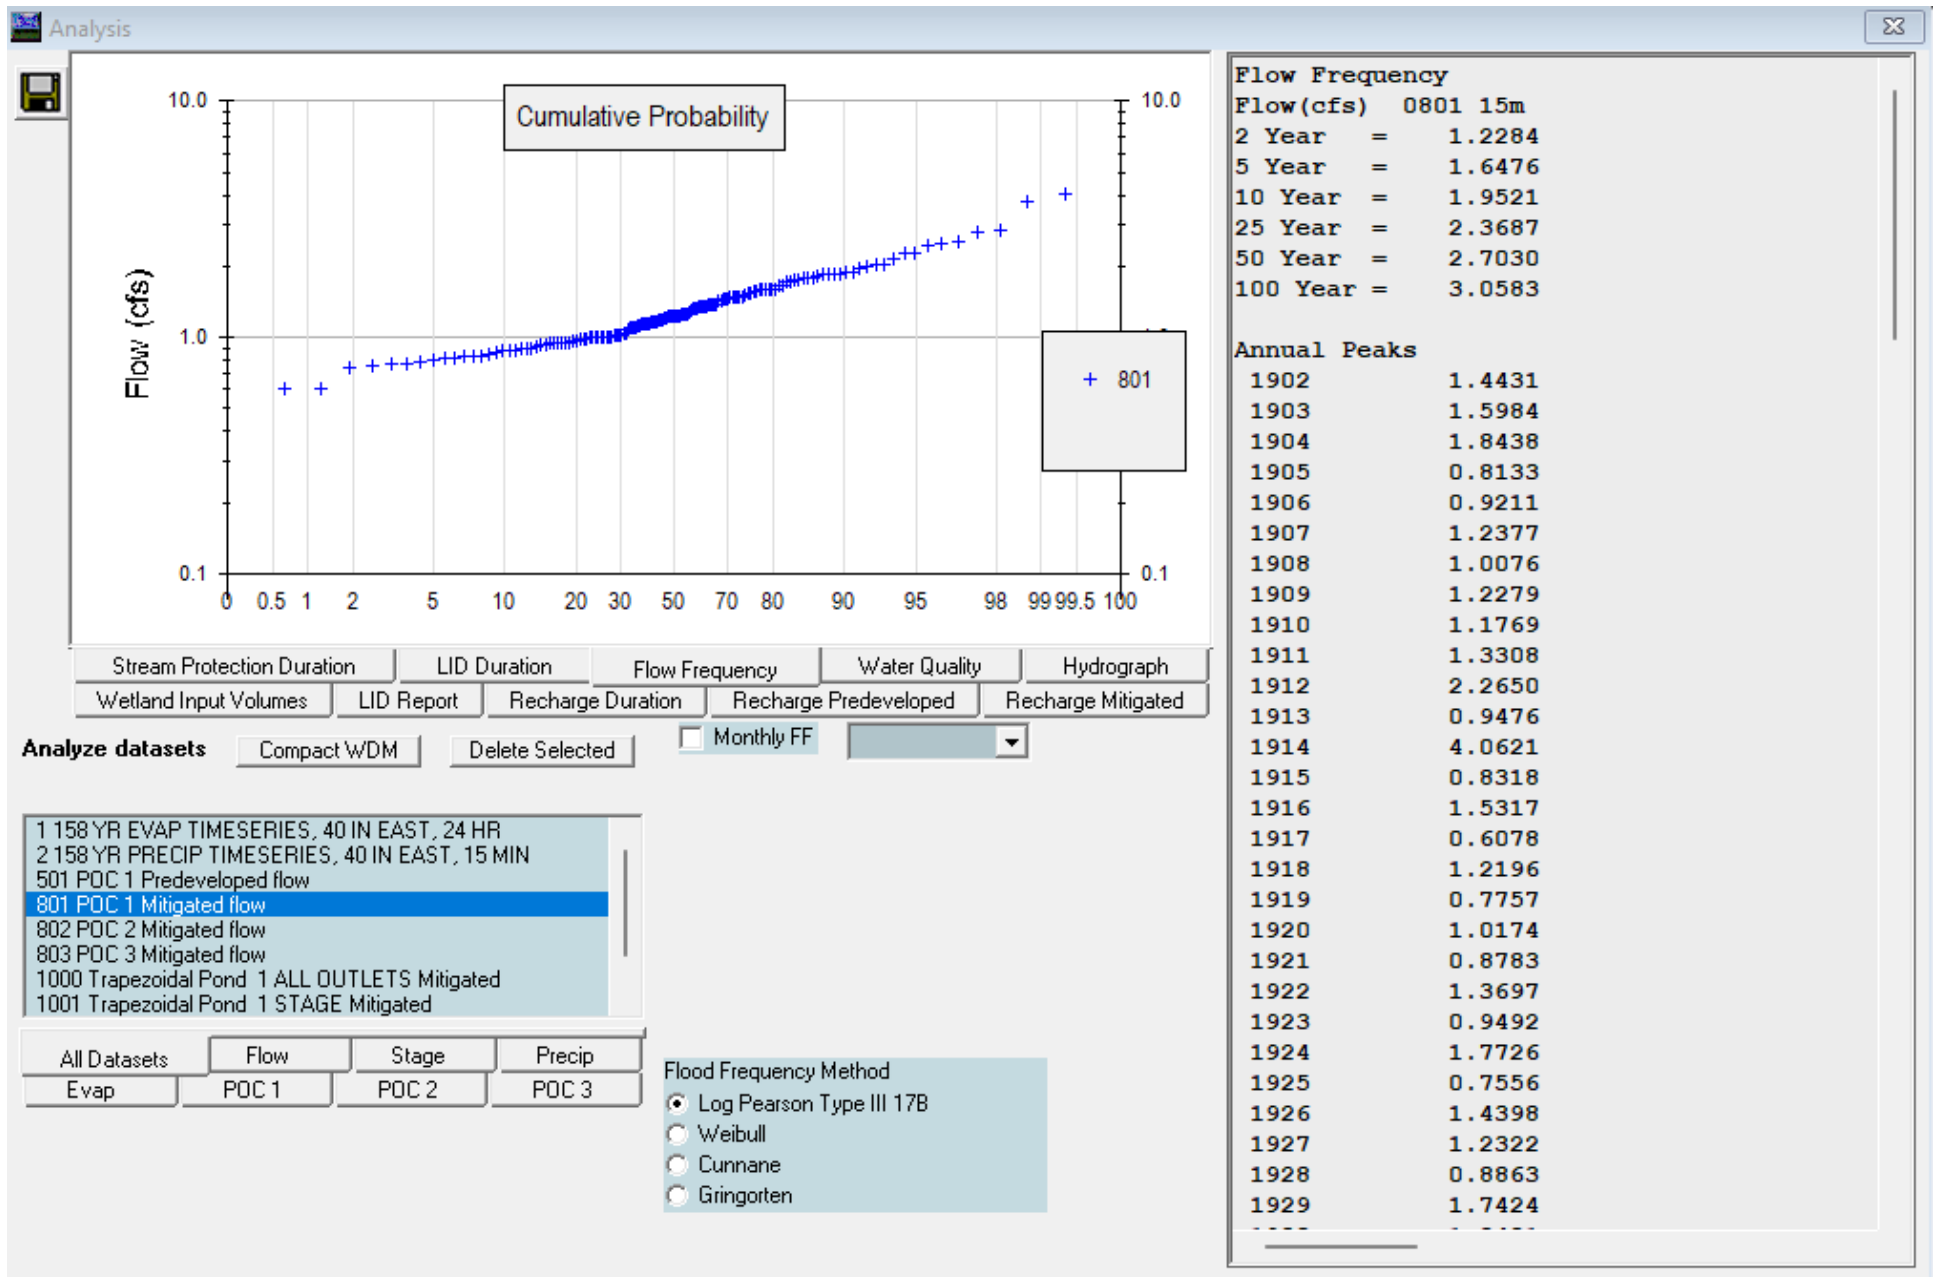 Analysis
Cumulative Probability
10.0
10.0
1.0
0.1
0.1
Flow (cfs)
801
0 0.5 1 2 5 10 20 30 50 70 80 90 95 98 99 99.5 100
Stream Protection Duration LID Duration Flow Frequency Water Quality Hydrograph
Wetland Input Volumes LID Report Recharge Duration Recharge Predeveloped Recharge Mitigated
Analyze datasets Compact WDM Delete Selected Monthly FF
1 158 YR EVAP TIMESERIES, 40 IN EAST, 24 HR
2 158 YR PRECIP TIMESERIES, 40 IN EAST, 15 MIN
501 POC 1 Predeveloped flow
801 POC 1 Mitigated flow
802 POC 2 Mitigated flow
803 POC 3 Mitigated flow
1000 Trapezoidal Pond 1 ALL OUTLETS Mitigated
1001 Trapezoidal Pond 1 STAGE Mitigated
All Datasets Flow Stage Precip
Evap POC 1 POC 2 POC 3
Flood Frequency Method
Log Pearson Type III 17B
Weibull
Cunnane
Gringorten
Flow Frequency
Flow(cfs) 0801 15m
2 Year = 1.2284
5 Year = 1.6476
10 Year = 1.9521
25 Year = 2.3687
50 Year = 2.7030
100 Year = 3.0583
Annual Peaks
1902 1.4431
1903 1.5984
1904 1.8438
1905 0.8133
1906 0.9211
1907 1.2377
1908 1.0076
1909 1.2279
1910 1.1769
1911 1.3308
1912 2.2650
1913 0.9476
1914 4.0621
1915 0.8318
1916 1.5317
1917 0.6078
1918 1.2196
1919 0.7757
1920 1.0174
1921 0.8783
1922 1.3697
1923 0.9492
1924 1.7726
1925 0.7556
1926 1.4398
1927 1.2322
1928 0.8863
1929 1.7424